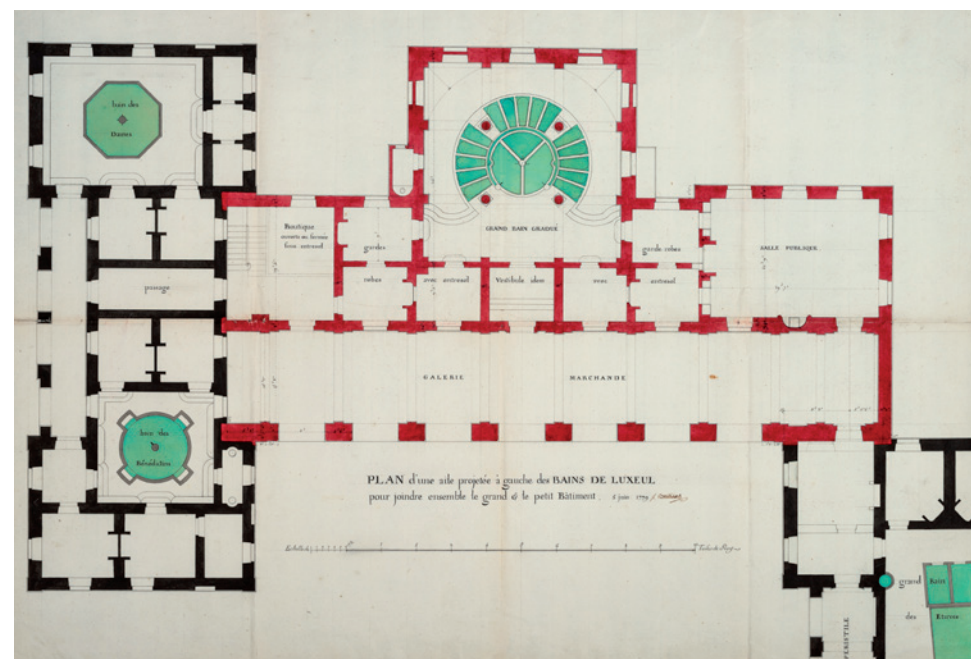 bain des
Dames
Boutique
ouverte ou fermée
sous entresol
gardes
GRAND BAIN GRADUÉ
garde robes
SALLE PUBLIQUE
passage
robes
avec entresol
Vestibule idem
avec
entresol
GALERIE
MARCHANDE
bain des
Bénédictins
PLAN d'une aile projetée à gauche des BAINS DE LUXEUL
pour joindre ensemble le grand & le petit Bâtiment.
grand Bain
des Etuves
PERISTILE